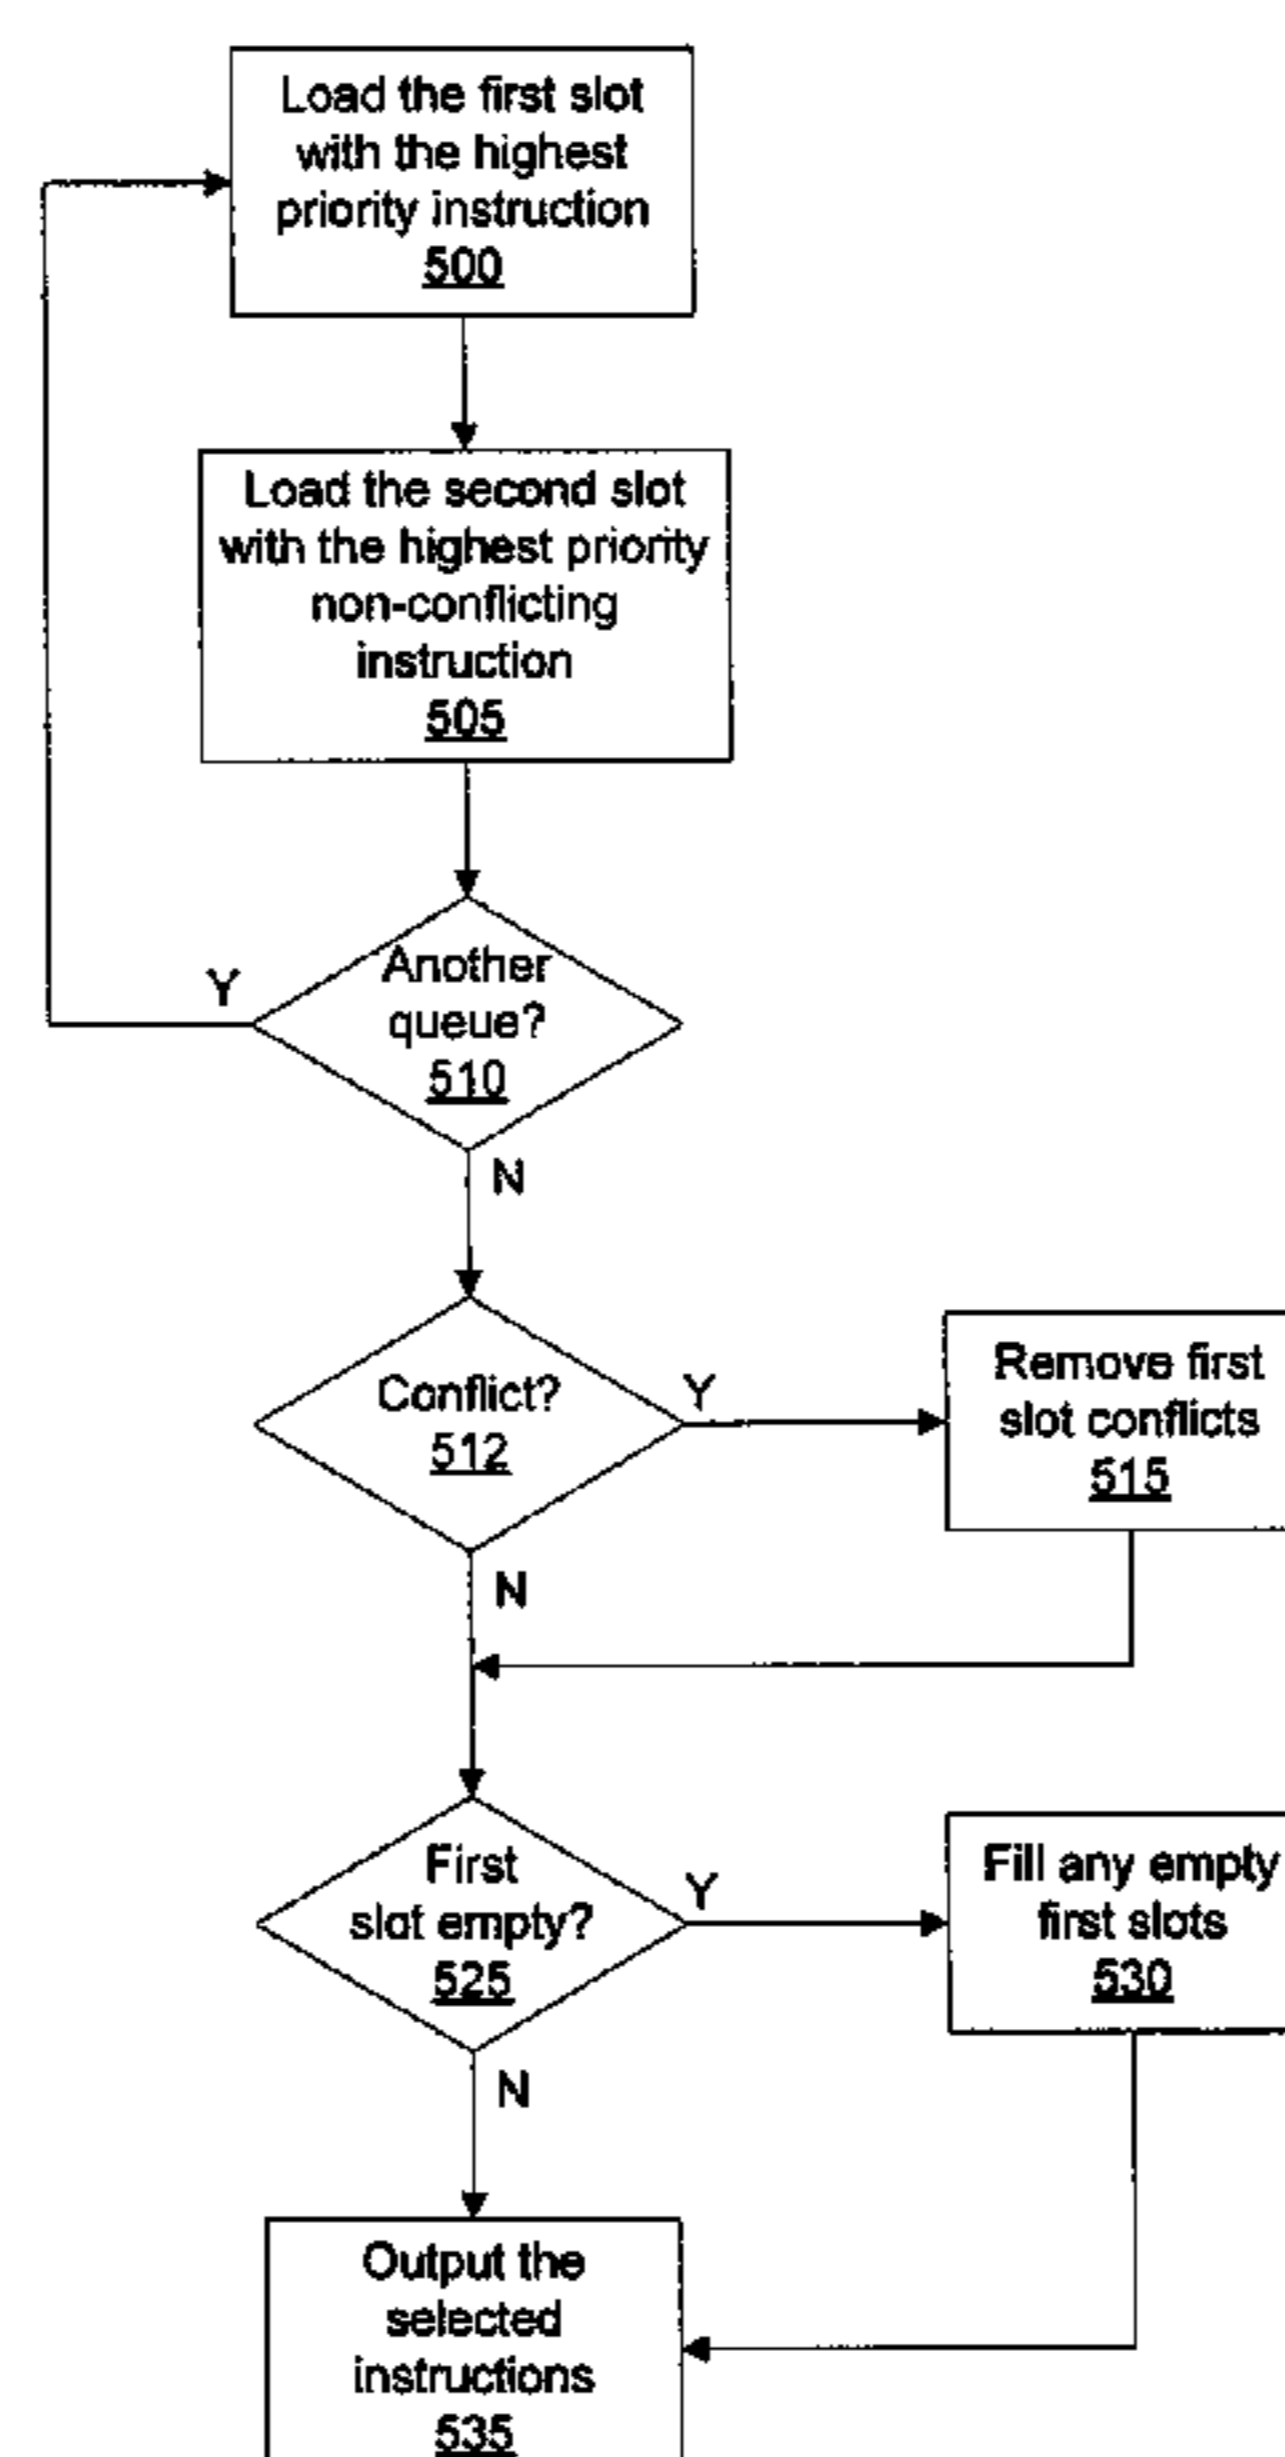 Load the first slot
with the highest
priority instruction
500
Load the second slot
with the highest priority
non-conflicting
instruction
505
Another
queue?
510
Y
N
Conflict?
512
Y
N
Remove first
slot conflicts
515
First
slot empty?
525
Y
N
Fill any empty
first slots
530
Output the
selected
instructions
535